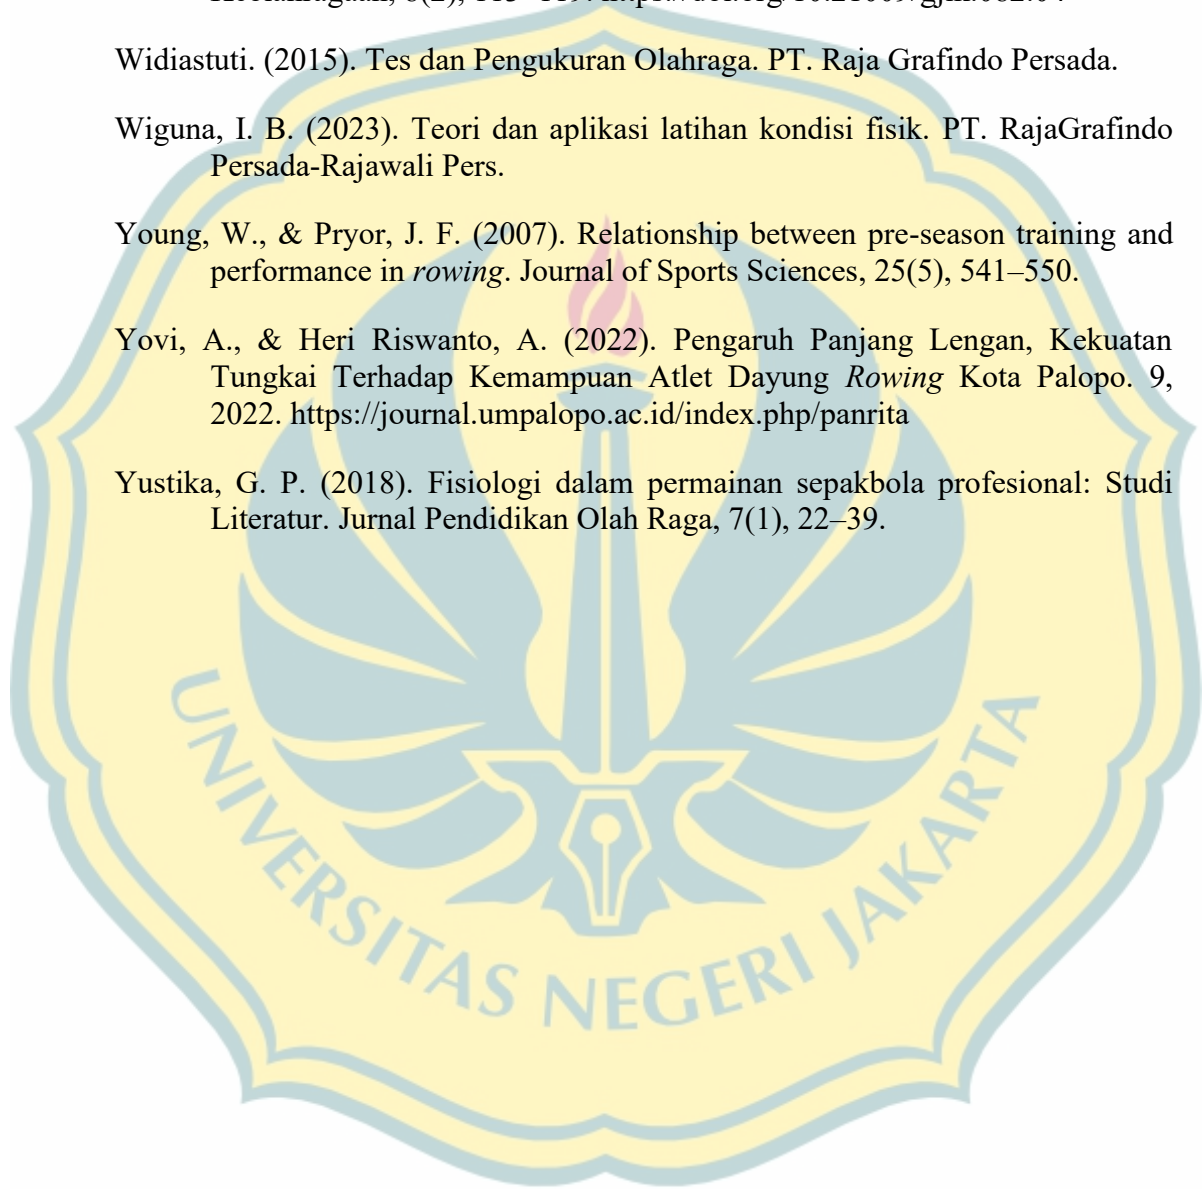 Widiastuti. (2015). Tes dan Pengukuran Olahraga. PT. Raja Grafindo Persada.
Wiguna, I. B. (2023). Teori dan aplikasi latihan kondisi fisik. PT. RajaGrafindo
Persada-Rajawali Pers.
Young, W., & Pryor, J. F. (2007). Relationship between pre-season training and
performance in rowing. Journal of Sports Sciences, 25(5), 541–550.
Yovi, A., & Heri Riswanto, A. (2022). Pengaruh Panjang Lengan, Kekuatan
Tungkai Terhadap Kemampuan Atlet Dayung Rowing Kota Palopo. 9,
2022. https://journal.umpalopo.ac.id/index.php/panrita
Yustika, G. P. (2018). Fisiologi dalam permainan sepakbola profesional: Studi
Literatur. Jurnal Pendidikan Olah Raga, 7(1), 22–39.
UNIVERSITAS NEGERI JAKARTA